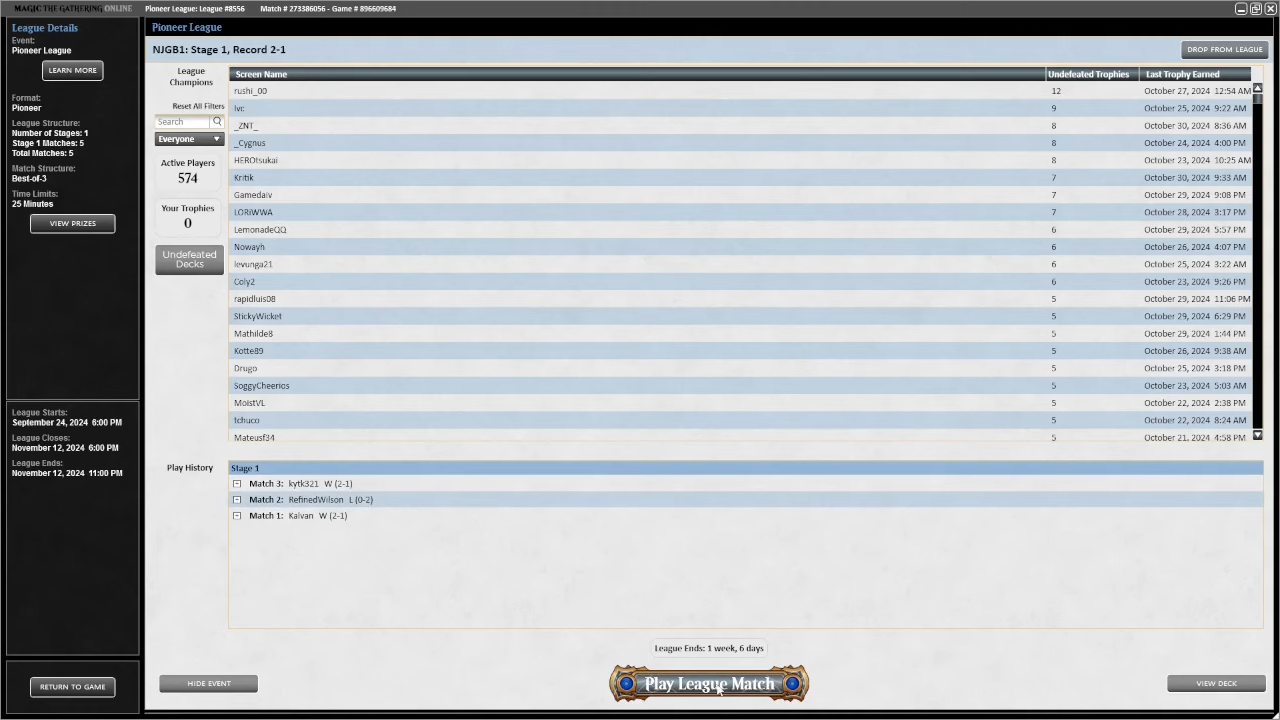 MAGIC THE GATHERING ONLINE Pioneer League: League #8556 Match # 273386056 - Game # 896609684
League Details
Event:
Pioneer League
LEARN MORE
Format:
Pioneer
League Structure:
Number of Stages: 1
Stage 1 Matches: 5
Total Matches: 5
Match Structure:
Best-of-3
Time Limits:
25 Minutes
VIEW PRIZES
League Starts:
September 24, 2024 6:00 PM
League Closes:
November 12, 2024 6:00 PM
League Ends:
November 12, 2024 11:00 PM
RETURN TO GAME
Pioneer League
NJGB1: Stage 1, Record 2-1
DROP FROM LEAGUE
League
Champions
Reset All Filters
Search
Everyone
Active Players
574
Your Trophies
0
Undefeated
Decks
Screen Name Undefeated Trophies Last Trophy Earned
rushi_00 12 October 27, 2024 12:54 AM
lvc 9 October 25, 2024 9:22 AM
_ZNT_ 8 October 30, 2024 8:36 AM
_Cygnus 8 October 24, 2024 4:00 PM
HEROtsukai 8 October 23, 2024 10:25 AM
Kritik 7 October 30, 2024 9:33 AM
Gamedaiv 7 October 29, 2024 9:08 PM
LORiWWA 7 October 28, 2024 3:17 PM
LemonadeQQ 6 October 29, 2024 5:57 PM
Nowayh 6 October 26, 2024 4:07 PM
levunga21 6 October 25, 2024 3:22 AM
Coly2 6 October 23, 2024 9:26 PM
rapidluis08 5 October 29, 2024 11:06 PM
StickyWicket 5 October 29, 2024 6:29 PM
Mathilde8 5 October 29, 2024 1:44 PM
Kotte89 5 October 26, 2024 9:38 AM
Drugo 5 October 25, 2024 3:18 PM
SoggyCheerios 5 October 23, 2024 5:03 AM
MoistVL 5 October 22, 2024 2:38 PM
tchuco 5 October 22, 2024 8:24 AM
Mateusf34 5 October 21, 2024 4:58 PM
Play History
Stage 1
Match 3: kytk321 W (2-1)
Match 2: RefinedWilson L (0-2)
Match 1: Kalvan W (2-1)
League Ends: 1 week, 6 days
HIDE EVENT
Play League Match
VIEW DECK